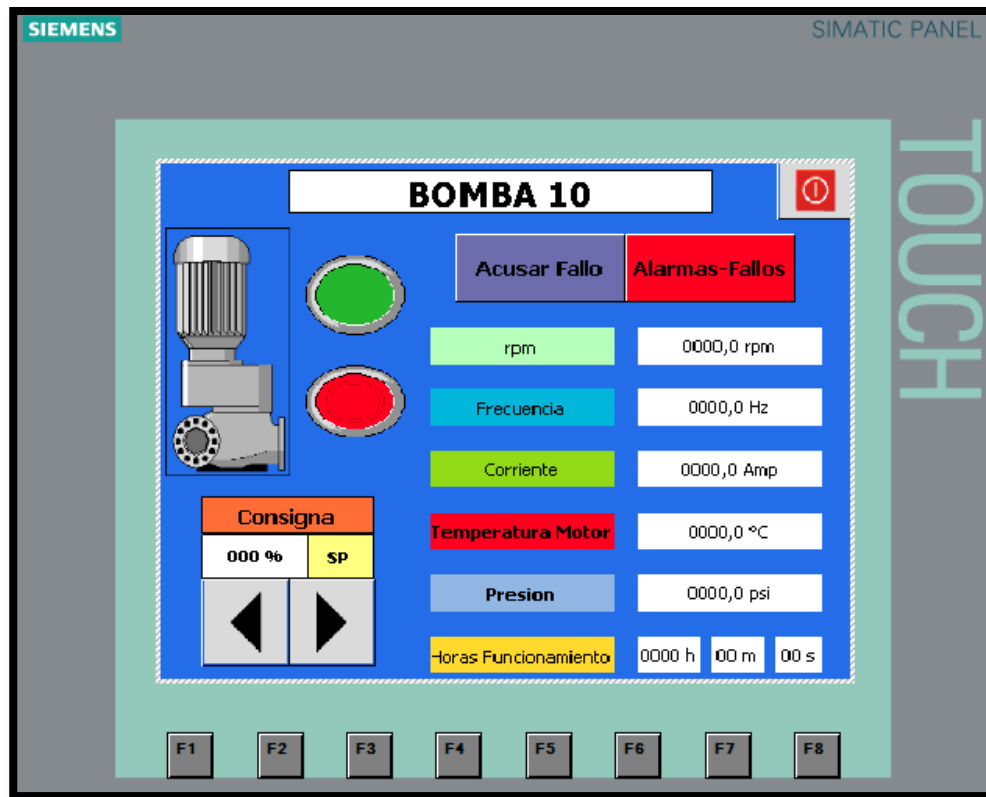 SIEMENS
SIMATIC PANEL
TOUCH
BOMBA 10
Acusar Fallo
Alarmas-Fallos
rpm
0000,0 rpm
Frecuencia
0000,0 Hz
Corriente
0000,0 Amp
Consigna
000 %
SP
Temperatura Motor
0000,0 ºC
Presion
0000,0 psi
Horas Funcionamiento
0000 h
00 m
00 s
F1
F2
F3
F4
F5
F6
F7
F8